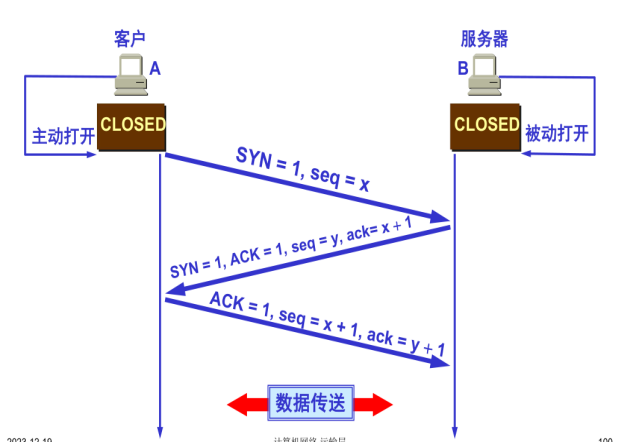 客户
服务器
A
B
CLOSED
CLOSED
主动打开
被动打开
SYN = 1, seq = x
SYN = 1, ACK = 1, seq = y, ack= x + 1
ACK = 1, seq = x + 1, ack = y + 1
数据传送